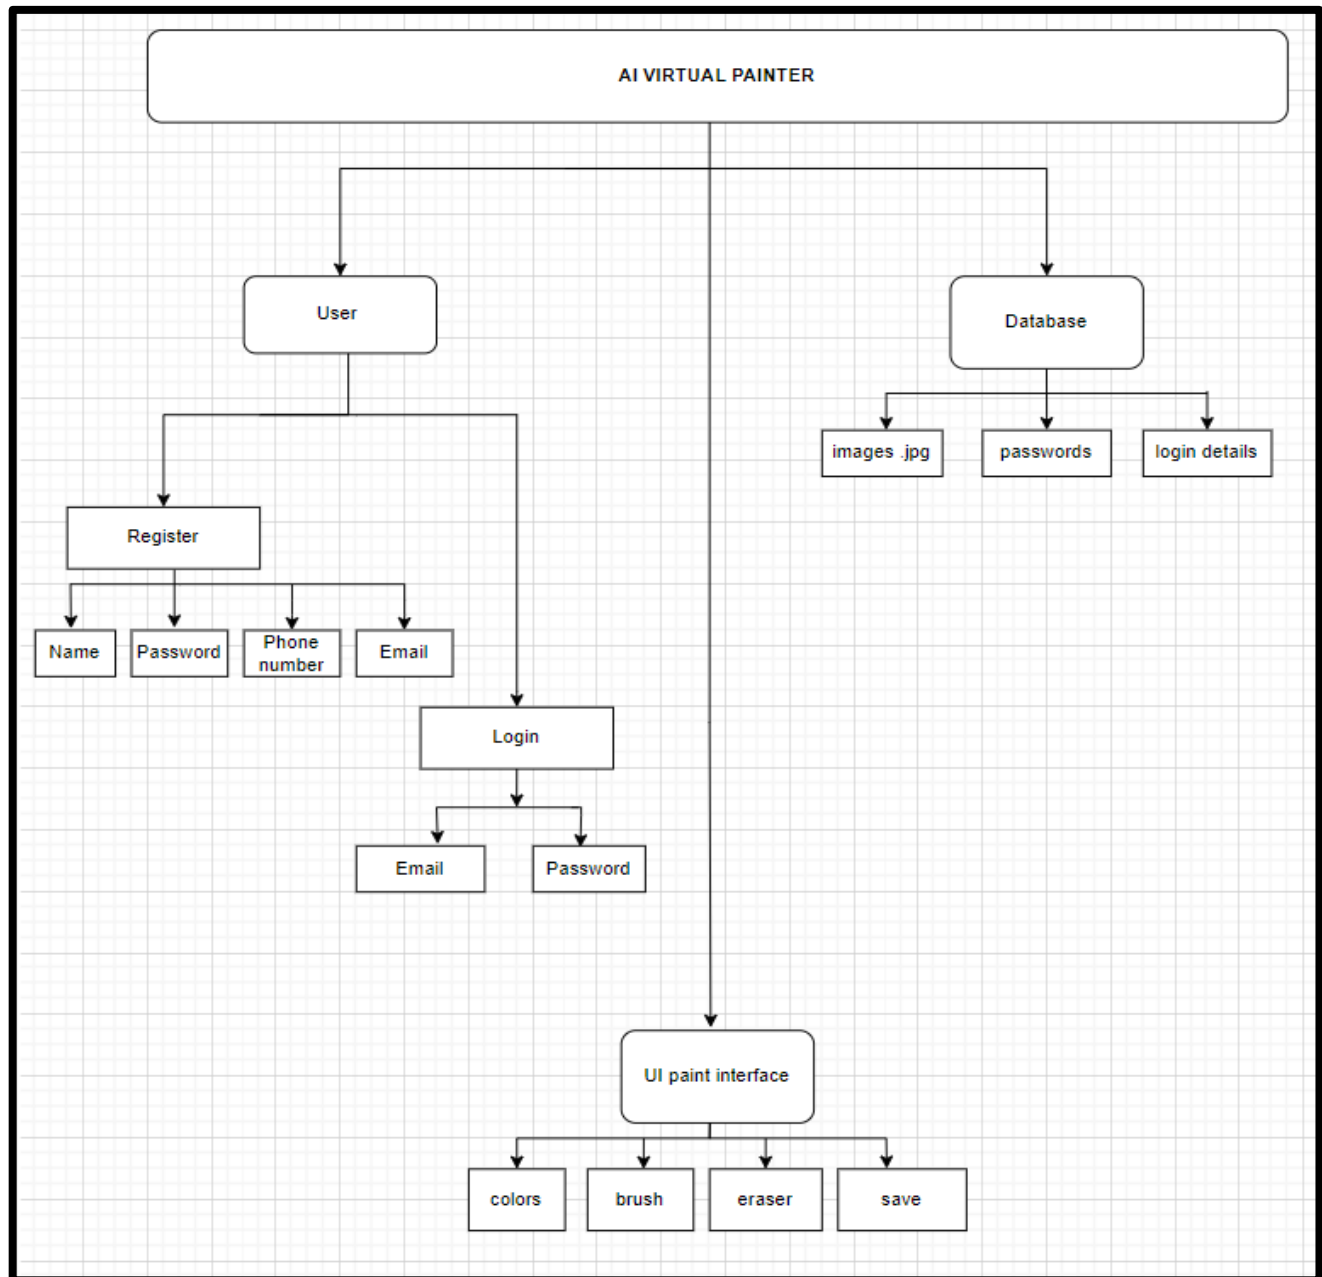 AI VIRTUAL PAINTER
User
Database
images .jpg
passwords
login details
Register
Name
Password
Phone
number
Email
Login
Email
Password
UI paint interface
colors
brush
eraser
save